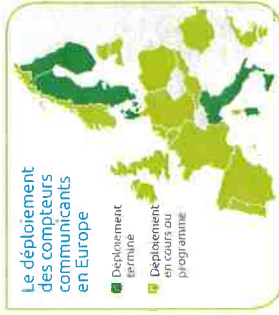 Le déploiement
des compteurs
communicants
en Europe
Déploiement
terminé
Déploiement
en cours ou
programmé